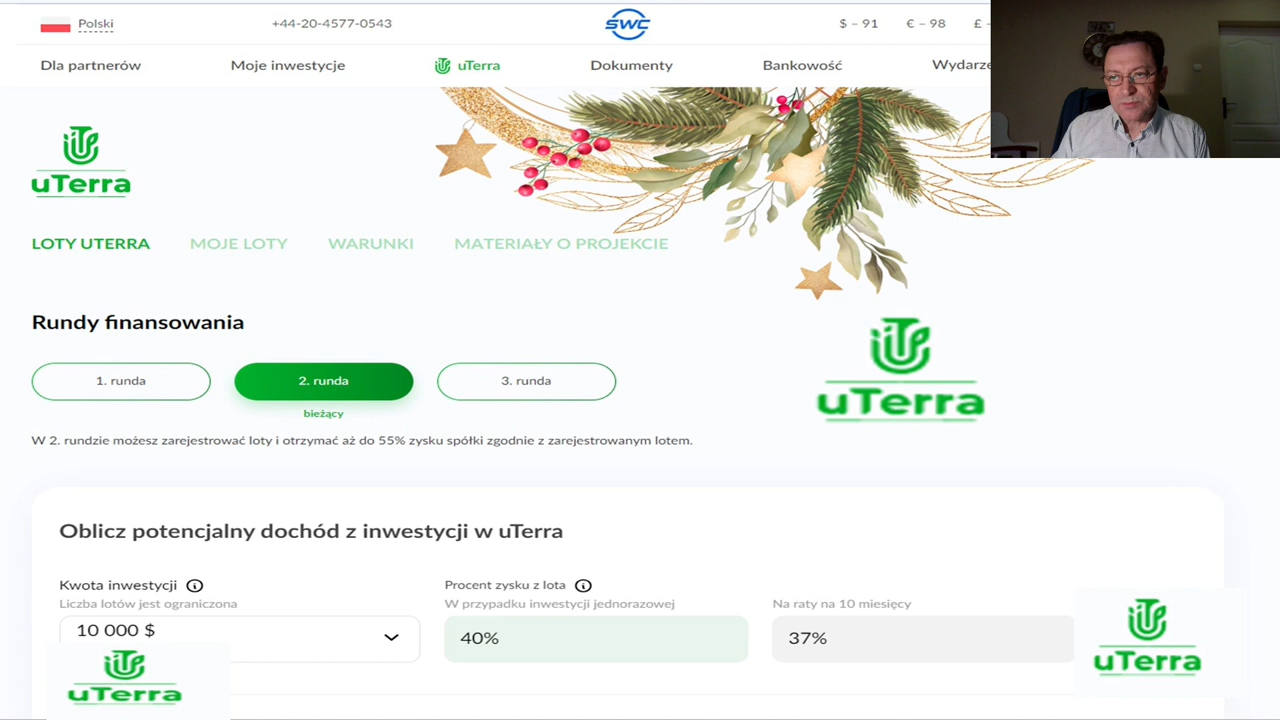 Polski
+44-20-4577-0543
SWC
$ – 91
€ – 98
£ –
Dla partnerów
Moje inwestycje
uTerra
Dokumenty
Bankowość
uTerra
LOTY UTERRA
MOJE LOTY
WARUNKI
MATERIAŁY O PROJEKCIE
Rundy finansowania
uTerra
1. runda
2. runda
3. runda
bieżący
W 2. rundzie możesz zarejestrować loty i otrzymać aż do 55% zysku spółki zgodnie z zarejestrowanym lotem.
Oblicz potencjalny dochód z inwestycji w uTerra
Kwota inwestycji
Procent zysku z lota
Liczba lotów jest ograniczona
W przypadku inwestycji jednorazowej
Na raty na 10 miesięcy
10 000 $
40%
37%
uTerra
uTerra